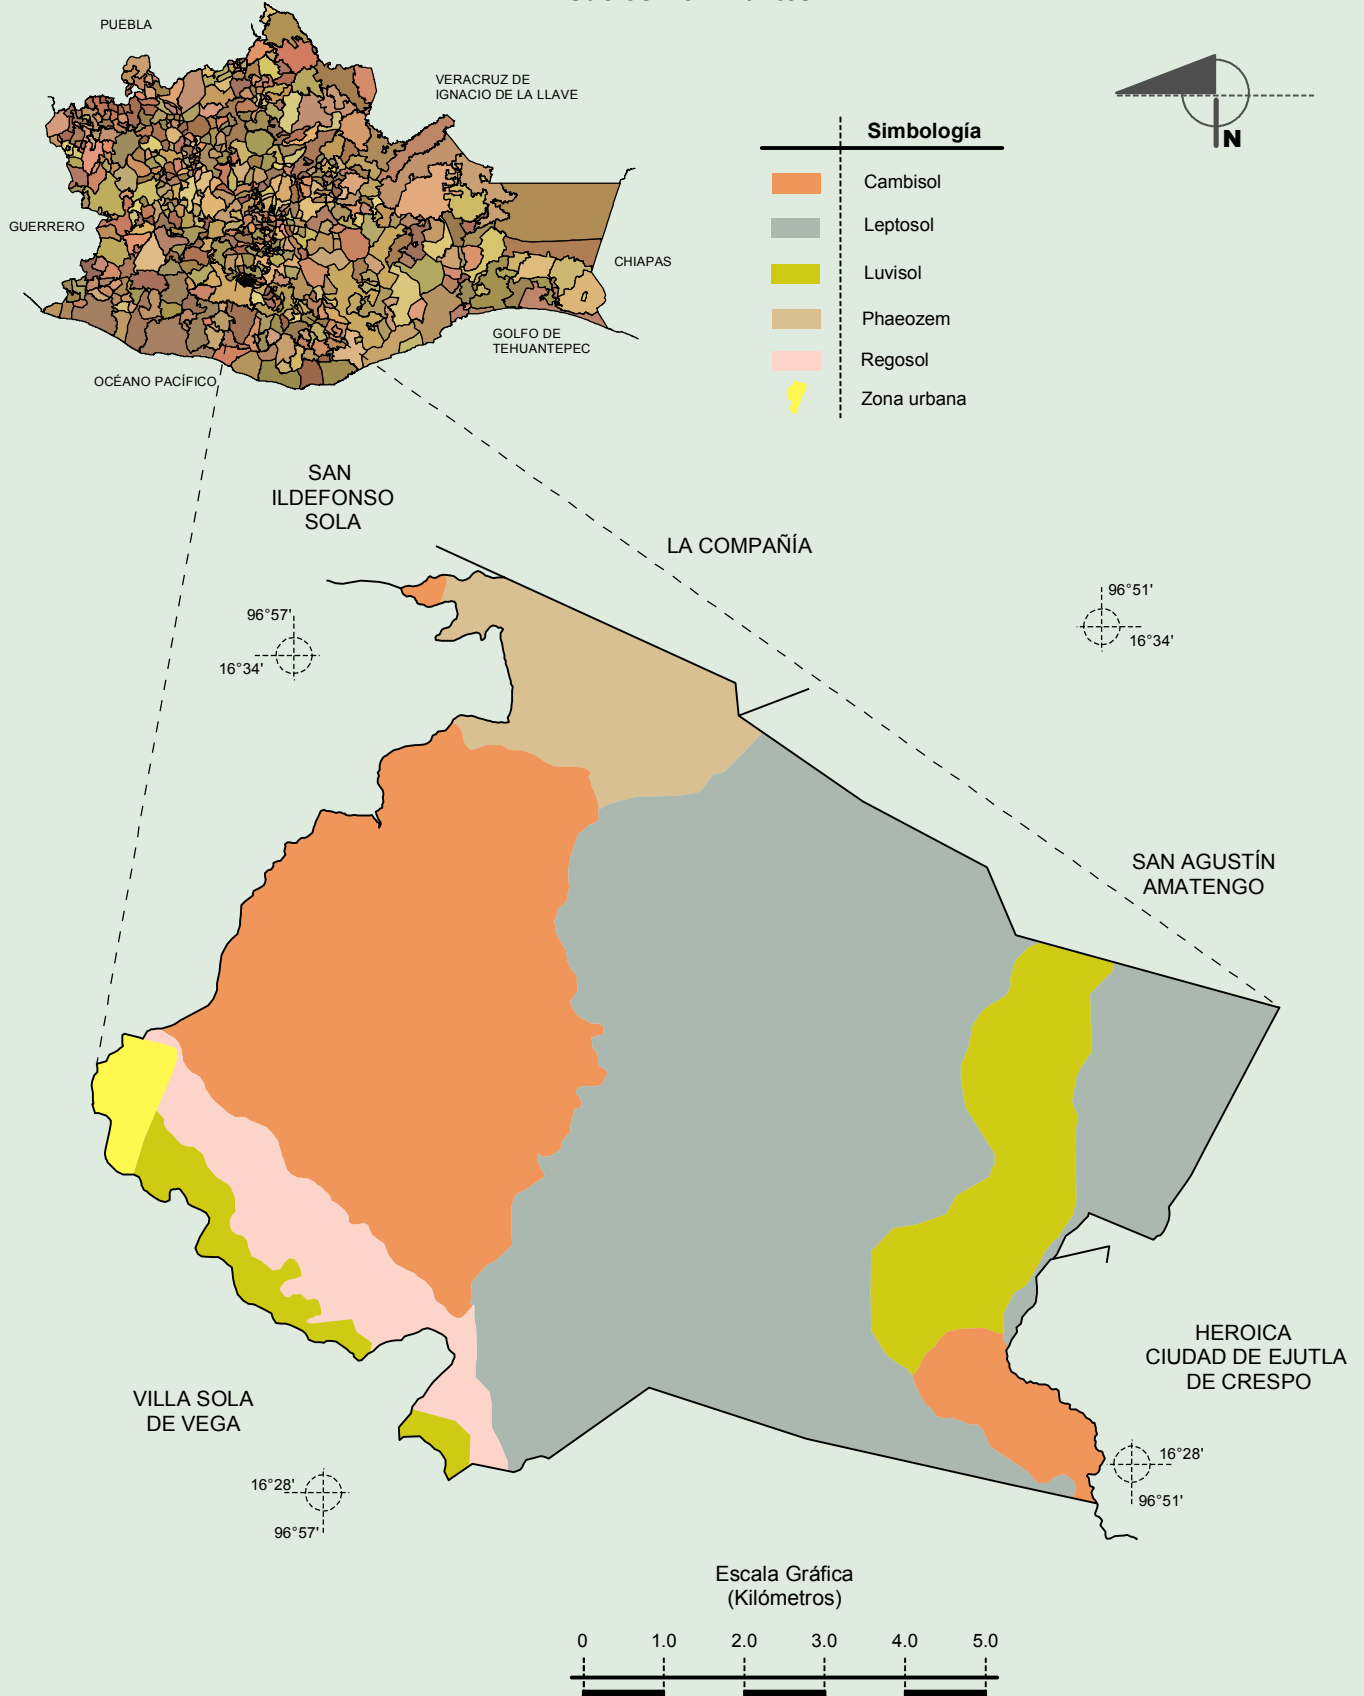 PUEBLA
VERACRUZ DE
IGNACIO DE LA LLAVE
GUERRERO
CHIAPAS
GOLFO DE
TEHUANTEPEC
OCÉANO PACÍFICO
N
Simbología
Cambisol
Leptosol
Luvisol
Phaeozem
Regosol
Zona urbana
SAN
ILDEFONSO
SOLA
LA COMPAÑÍA
96°57'
16°34'
96°51'
16°34'
SAN AGUSTÍN
AMATENGO
HEROICA
CIUDAD DE EJUTLA
DE CRESPO
VILLA SOLA
DE VEGA
16°28'
96°57'
16°28'
96°51'
Escala Gráfica
(Kilómetros)
0 1.0 2.0 3.0 4.0 5.0